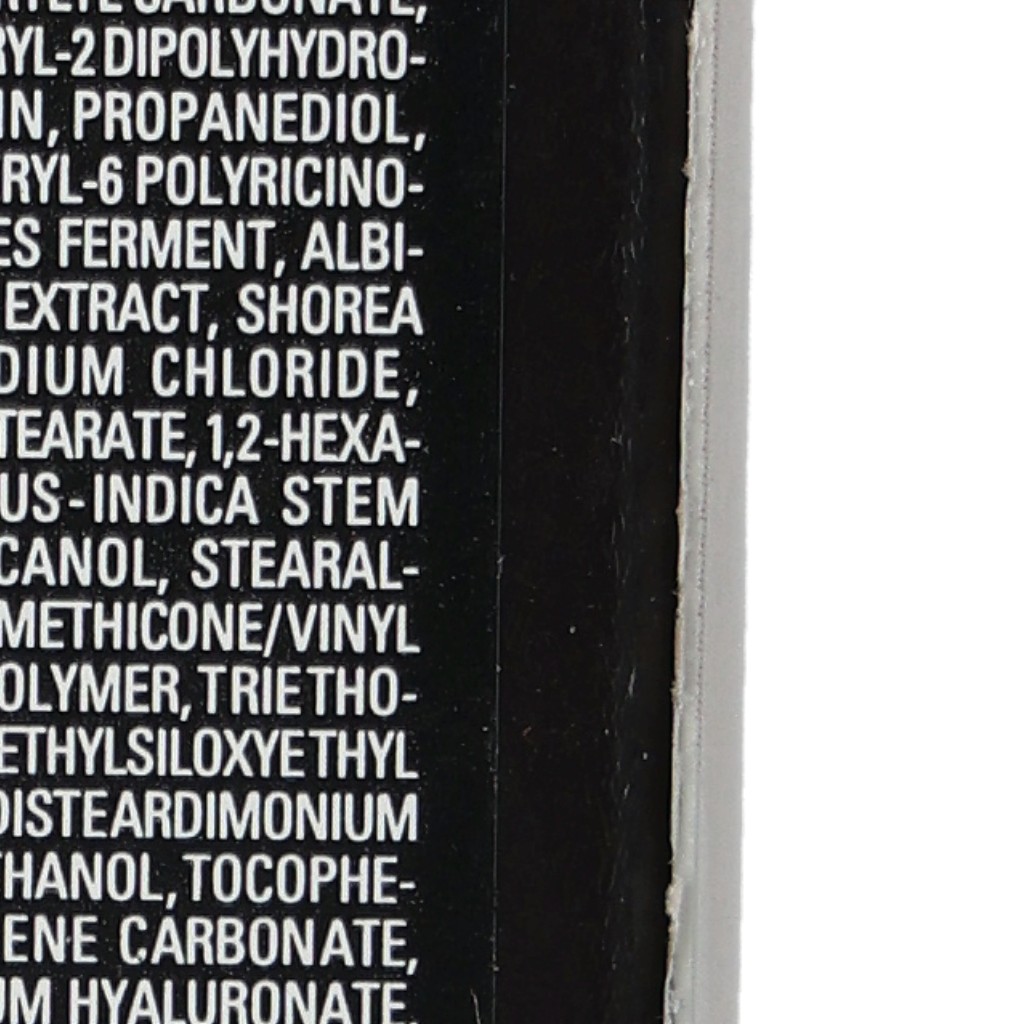 CARBONATE,
RYL-2 DIPOLYHYDRO-
IN, PROPANEDIOL,
RYL-6 POLYRICINO-
ES FERMENT, ALBI-
EXTRACT, SHOREA
DIUM CHLORIDE,
TEARATE, 1,2-HEXA-
US-INDICA STEM
CANOL, STEARAL-
METHICONE/VINYL
OLYMER, TRIETHO-
ETHYLSILOXYETHYL
DISTEARDIMONIUM
THANOL, TOCOPHE-
ENE CARBONATE,
UM HYALURONATE,